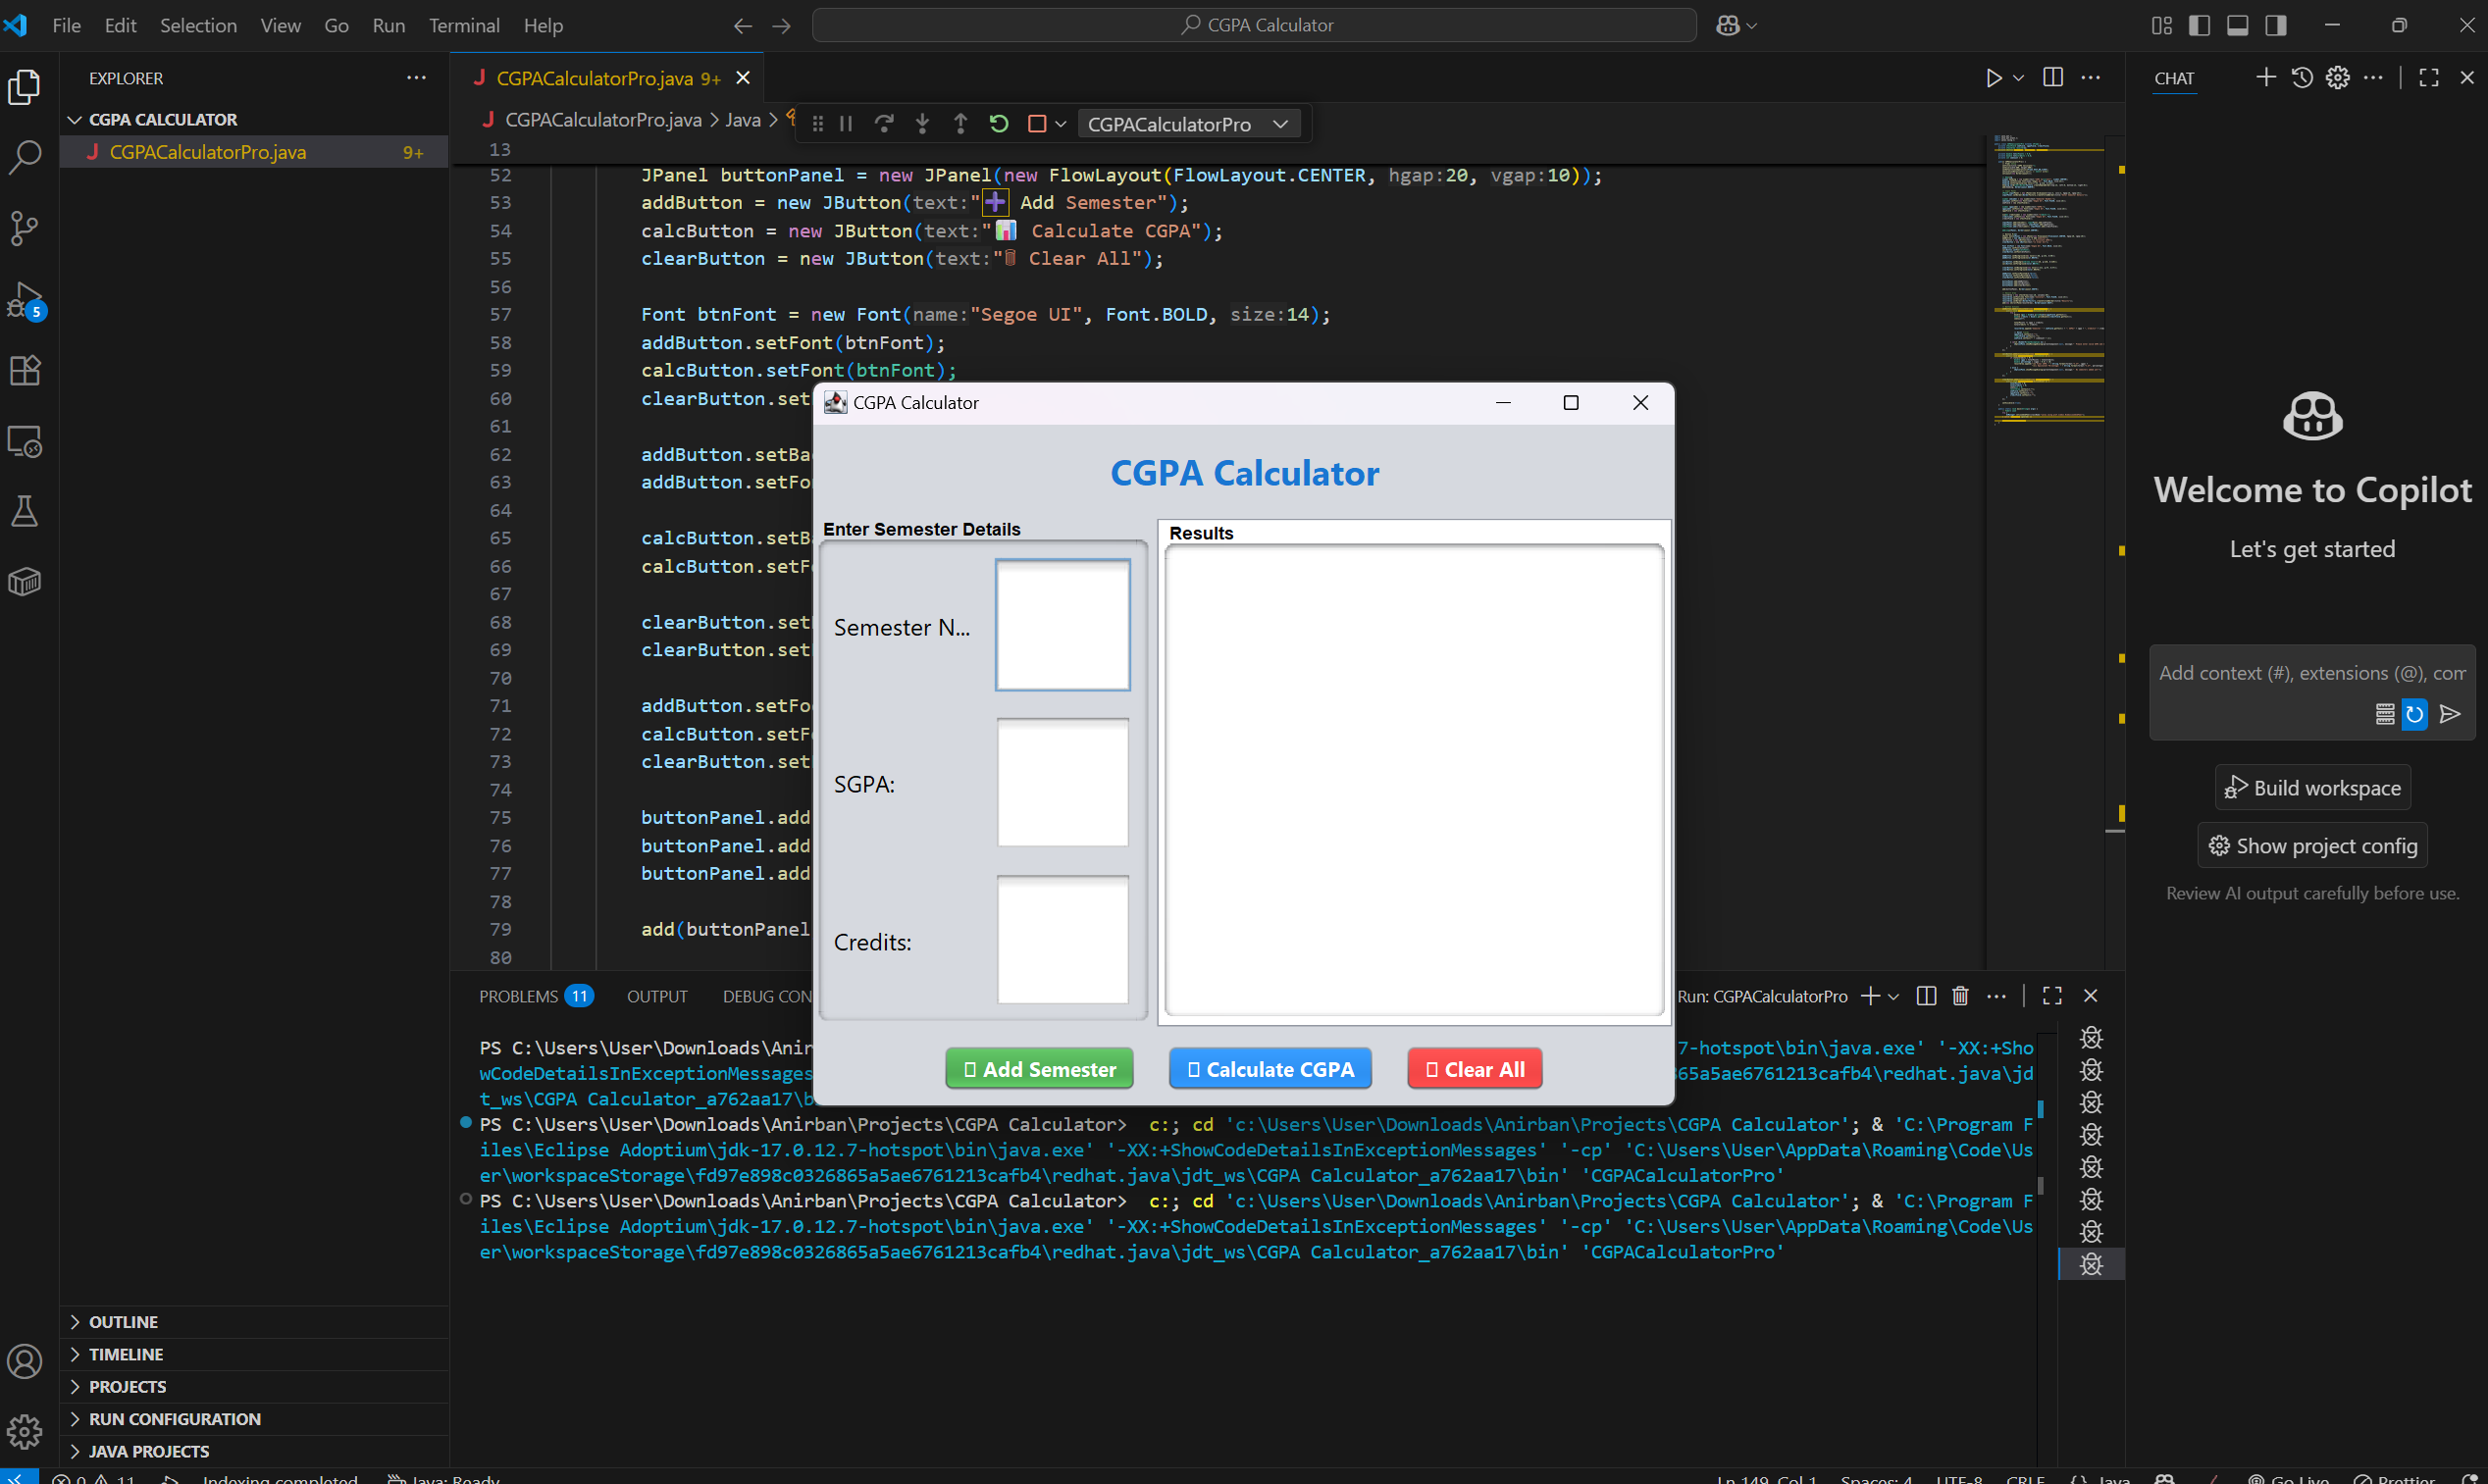 File Edit Selection View Go Run Terminal Help
CGPA Calculator
EXPLORER
CGPA CALCULATOR
J CGPACalculatorPro.java 9+
J CGPACalculatorPro.java 9+
J CGPACalculatorPro.java > Java >
CGPACalculatorPro
13
52 JPanel buttonPanel = new JPanel(new FlowLayout(FlowLayout.CENTER, hgap:20, vgap:10));
53 addButton = new JButton(text:"➕ Add Semester");
54 calcButton = new JButton(text:"📊 Calculate CGPA");
55 clearButton = new JButton(text:"🗑 Clear All");
56
57 Font btnFont = new Font(name:"Segoe UI", Font.BOLD, size:14);
58 addButton.setFont(btnFont);
59 calcButton.setFont(btnFont);
60 clearButton.set
61
62 addButton.setBa
63 addButton.setFo
64
65 calcButton.setB
66 calcButton.setF
67
68 clearButton.set
69 clearButton.set
70
71 addButton.setFo
72 calcButton.setF
73 clearButton.set
74
75 buttonPanel.add
76 buttonPanel.add
77 buttonPanel.add
78
79 add(buttonPanel
80
CGPA Calculator
CGPA Calculator
Enter Semester Details
Semester N...
SGPA:
Credits:
Results
Add Semester
Calculate CGPA
Clear All
PROBLEMS 11 OUTPUT DEBUG CON
Run: CGPACalculatorPro
PS C:\Users\User\Downloads\Anir 7-hotspot\bin\java.exe' '-XX:+Sho
wCodeDetailsInExceptionMessages 65a5ae6761213cafb4\redhat.java\jd
t_ws\CGPA Calculator_a762aa17\b
PS C:\Users\User\Downloads\Anirban\Projects\CGPA Calculator> c:; cd 'c:\Users\User\Downloads\Anirban\Projects\CGPA Calculator'; & 'C:\Program F
iles\Eclipse Adoptium\jdk-17.0.12.7-hotspot\bin\java.exe' '-XX:+ShowCodeDetailsInExceptionMessages' '-cp' 'C:\Users\User\AppData\Roaming\Code\Us
er\workspaceStorage\fd97e898c0326865a5ae6761213cafb4\redhat.java\jdt_ws\CGPA Calculator_a762aa17\bin' 'CGPACalculatorPro'
PS C:\Users\User\Downloads\Anirban\Projects\CGPA Calculator> c:; cd 'c:\Users\User\Downloads\Anirban\Projects\CGPA Calculator'; & 'C:\Program F
iles\Eclipse Adoptium\jdk-17.0.12.7-hotspot\bin\java.exe' '-XX:+ShowCodeDetailsInExceptionMessages' '-cp' 'C:\Users\User\AppData\Roaming\Code\Us
er\workspaceStorage\fd97e898c0326865a5ae6761213cafb4\redhat.java\jdt_ws\CGPA Calculator_a762aa17\bin' 'CGPACalculatorPro'
CHAT
Welcome to Copilot
Let's get started
Add context (#), extensions (@), com
Build workspace
Show project config
Review AI output carefully before use.
5
OUTLINE
TIMELINE
PROJECTS
RUN CONFIGURATION
JAVA PROJECTS
0 11 Indexing completed Java: Ready
Ln 149, Col 1 Spaces: 4 UTF-8 CRLF {} Java Go Live Prettier